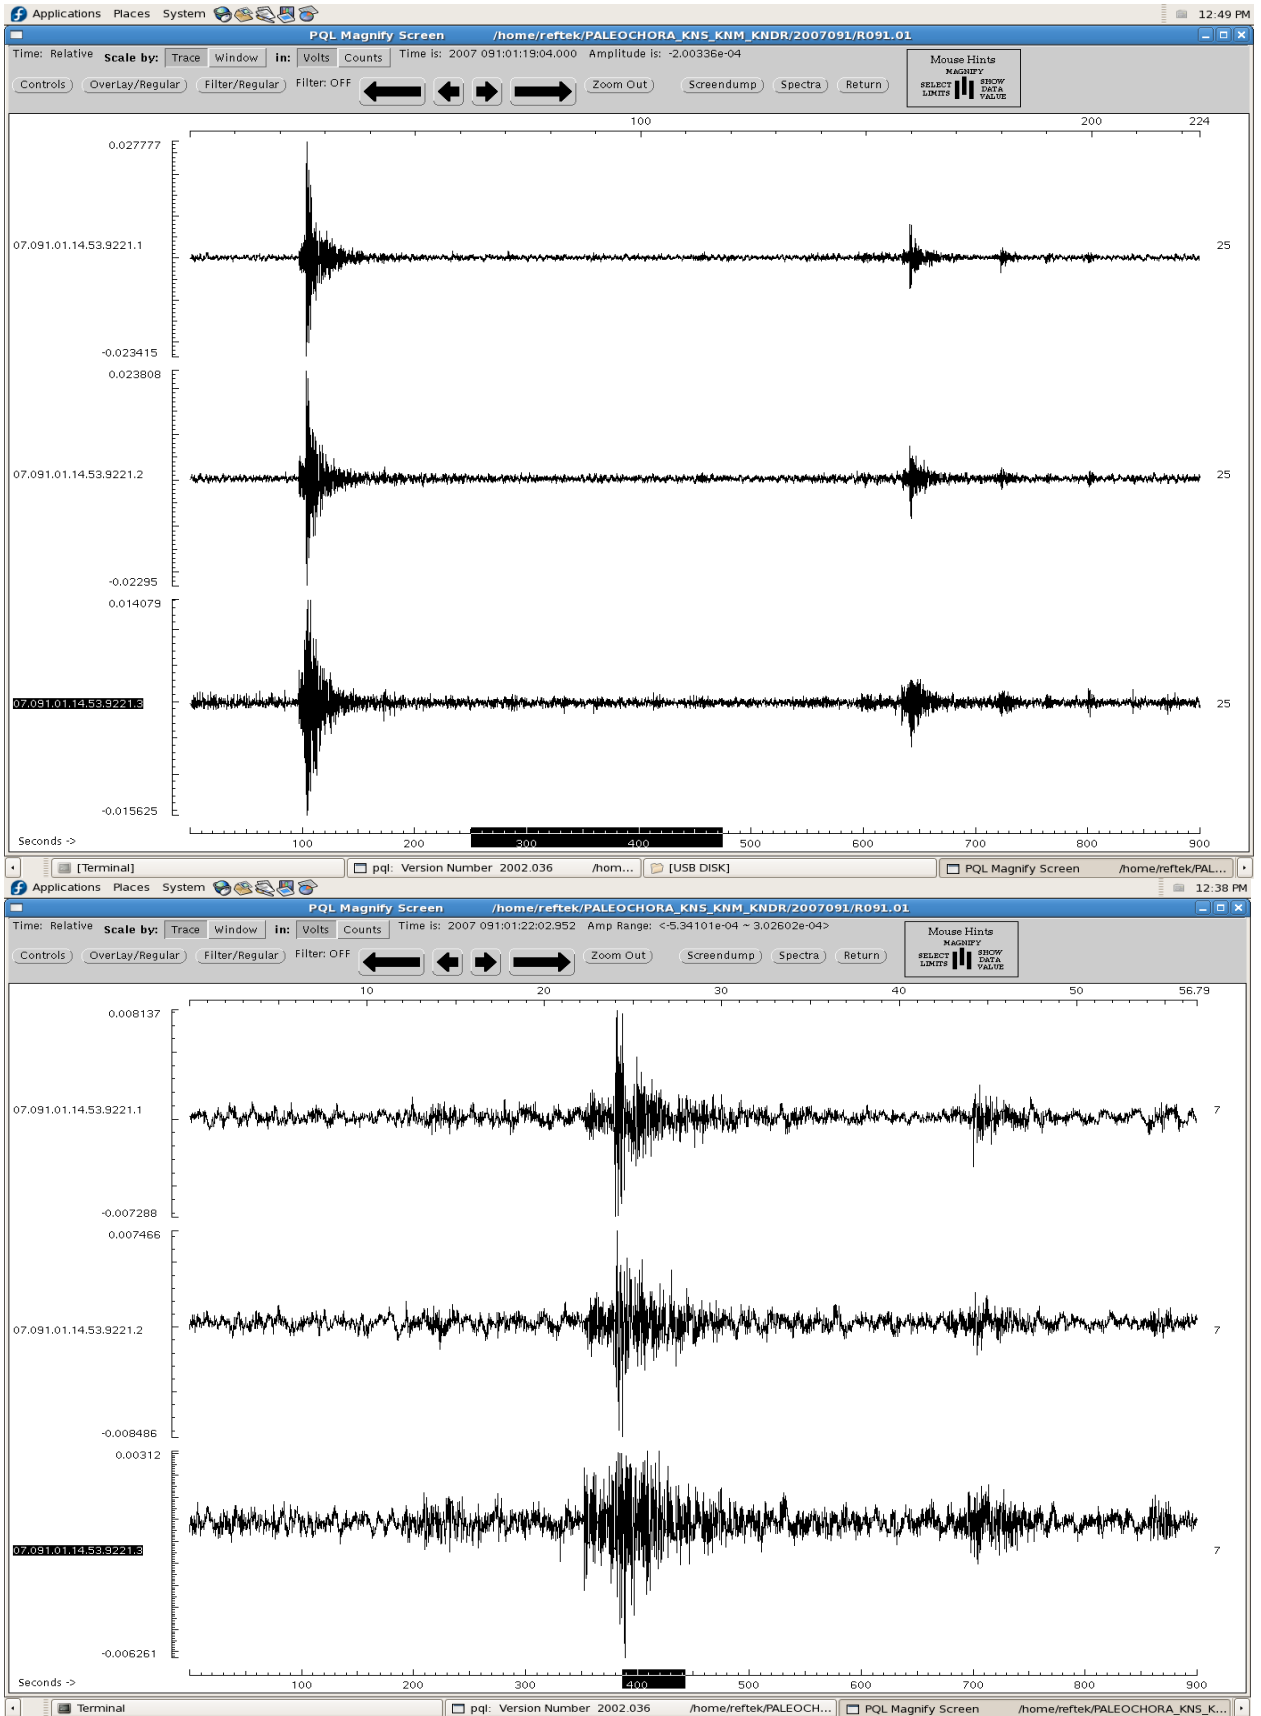 Applications Places System 12:49 PM
PQL Magnify Screen /home/reftek/PALEOCHORA_KNS_KNM_KNDR/2007091/R091.01
Time: Relative Scale by: Trace Window in: Volts Counts Time is: 2007 091:01:19:04.000 Amplitude is: -2.00336e-04
Mouse Hints
MAGNIFY
SELECT LIMITS SHOW DATA VALUE
Controls OverLay/Regular Filter/Regular Filter: OFF Zoom Out Screendump Spectra Return
100 200 224
0.027777
07.091.01.14.53.9221.1 25
-0.023415
0.023808
07.091.01.14.53.9221.2 25
-0.02295
0.014079
07.091.01.14.53.9221.3 25
-0.015625
Seconds -> 100 200 300 400 500 600 700 800 900
[Terminal] pql: Version Number 2002.036 /hom... [USB DISK] PQL Magnify Screen /home/reftek/PAL...
Applications Places System 12:38 PM
PQL Magnify Screen /home/reftek/PALEOCHORA_KNS_KNM_KNDR/2007091/R091.01
Time: Relative Scale by: Trace Window in: Volts Counts Time is: 2007 091:01:22:02.952 Amp Range: <-5.34101e-04 ~ 3.02602e-04>
Mouse Hints
MAGNIFY
SELECT LIMITS SHOW DATA VALUE
Controls OverLay/Regular Filter/Regular Filter: OFF Zoom Out Screendump Spectra Return
10 20 30 40 50 56.79
0.008137
07.091.01.14.53.9221.1 7
-0.007288
0.007466
07.091.01.14.53.9221.2 7
-0.008486
0.00312
07.091.01.14.53.9221.3 7
-0.006261
Seconds -> 100 200 300 400 500 600 700 800 900
Terminal pql: Version Number 2002.036 /home/reftek/PALEOCH... PQL Magnify Screen /home/reftek/PALEOCHORA_KNS_K...